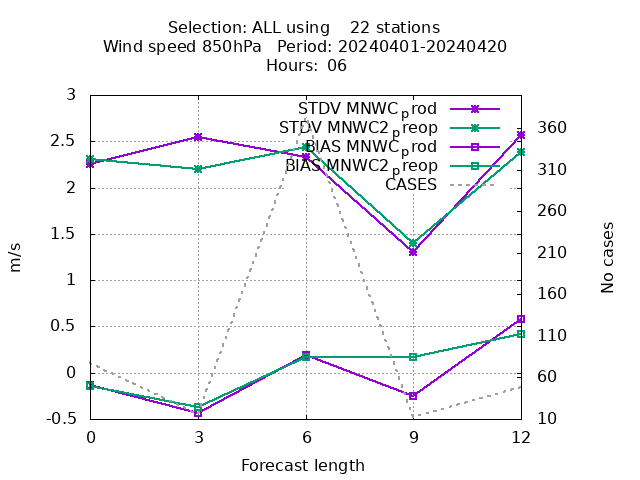 Selection: ALL using    22 stations
Wind speed 850hPa   Period: 20240401-20240420
Hours:  06
3
2.5
2
1.5
1
0.5
0
-0.5
m/s
STDV MNWC_prod
STDV MNWC2_preop
BIAS MNWC_prod
BIAS MNWC2_preop
CASES
360
310
260
210
160
110
60
10
No cases
0 3 6 9 12
Forecast length